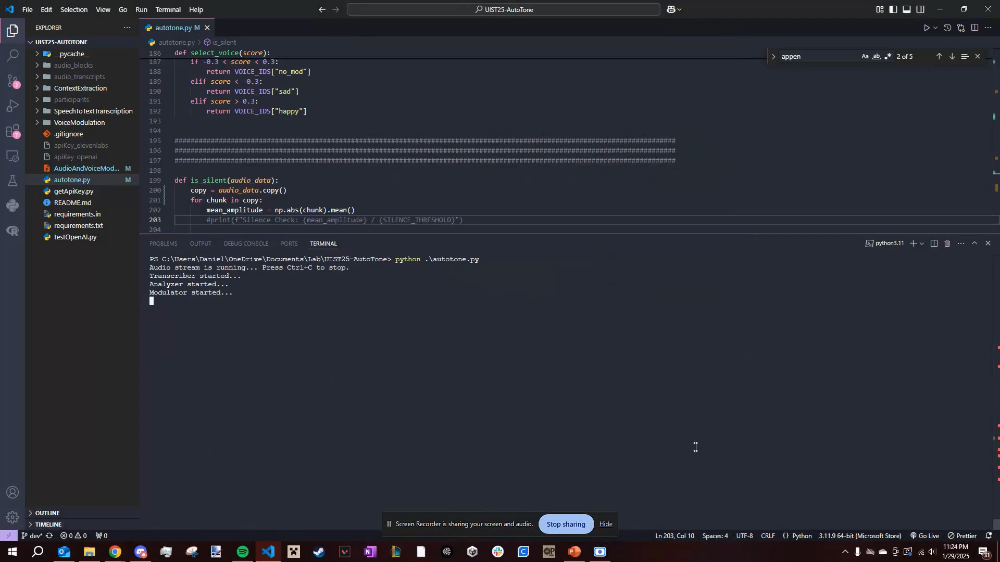 File Edit Selection View Go Run Terminal Help
UIST25-AutoTone
EXPLORER
UIST25-AUTOTONE
__pycache__
audio_blocks
audio_transcripts
ContextExtraction
participants
SpeechToTextTranscription
VoiceModulation
.gitignore
apiKey_elevenlabs
apiKey_openai
AudioAndVoiceMod... M
autotone.py M
getApiKey.py
README.md
requirements.in
requirements.txt
testOpenAI.py
OUTLINE
TIMELINE
autotone.py M
autotone.py > is_silent
appen Aa ab .* 2 of 5
186 def select_voice(score):
187 if -0.3 < score < 0.3:
188 return VOICE_IDS["no_mod"]
189 elif score < -0.3:
190 return VOICE_IDS["sad"]
191 elif score > 0.3:
192 return VOICE_IDS["happy"]
193
194
195 #############################################################################################################################
196 #############################################################################################################################
197 #############################################################################################################################
198
199 def is_silent(audio_data):
200 copy = audio_data.copy()
201 for chunk in copy:
202 mean_amplitude = np.abs(chunk).mean()
203 #print(f"Silence Check: {mean_amplitude} / {SILENCE_THRESHOLD}")
204
PROBLEMS OUTPUT DEBUG CONSOLE PORTS TERMINAL
python3.11
PS C:\Users\Daniel\OneDrive\Documents\Lab\UIST25-AutoTone> python .\autotone.py
Audio stream is running... Press Ctrl+C to stop.
Transcriber started...
Analyzer started...
Modulator started...
Screen Recorder is sharing your screen and audio. Stop sharing Hide
dev* 0 0 0 Ln 203, Col 10 Spaces: 4 UTF-8 CRLF Python 3.11.9 64-bit (Microsoft Store) Go Live Prettier
11:24 PM
1/29/2025
31
2
7